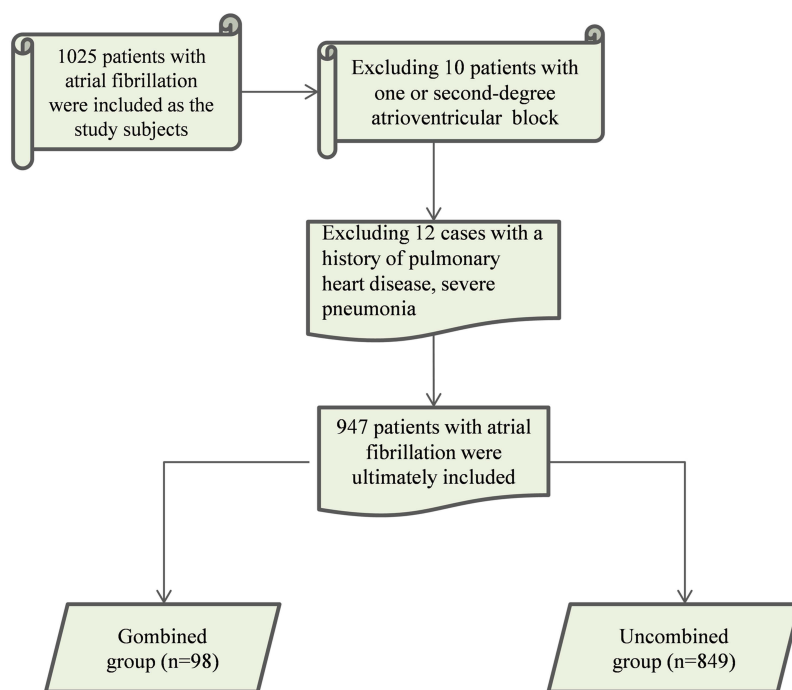 1025 patients with
atrial fibrillation
were included as the
study subjects
Excluding 10 patients with
one or second-degree
atrioventricular block
Excluding 12 cases with a
history of pulmonary
heart disease, severe
pneumonia
947 patients with atrial
fibrillation were
ultimately included
Gombined
group (n=98)
Uncombined
group (n=849)